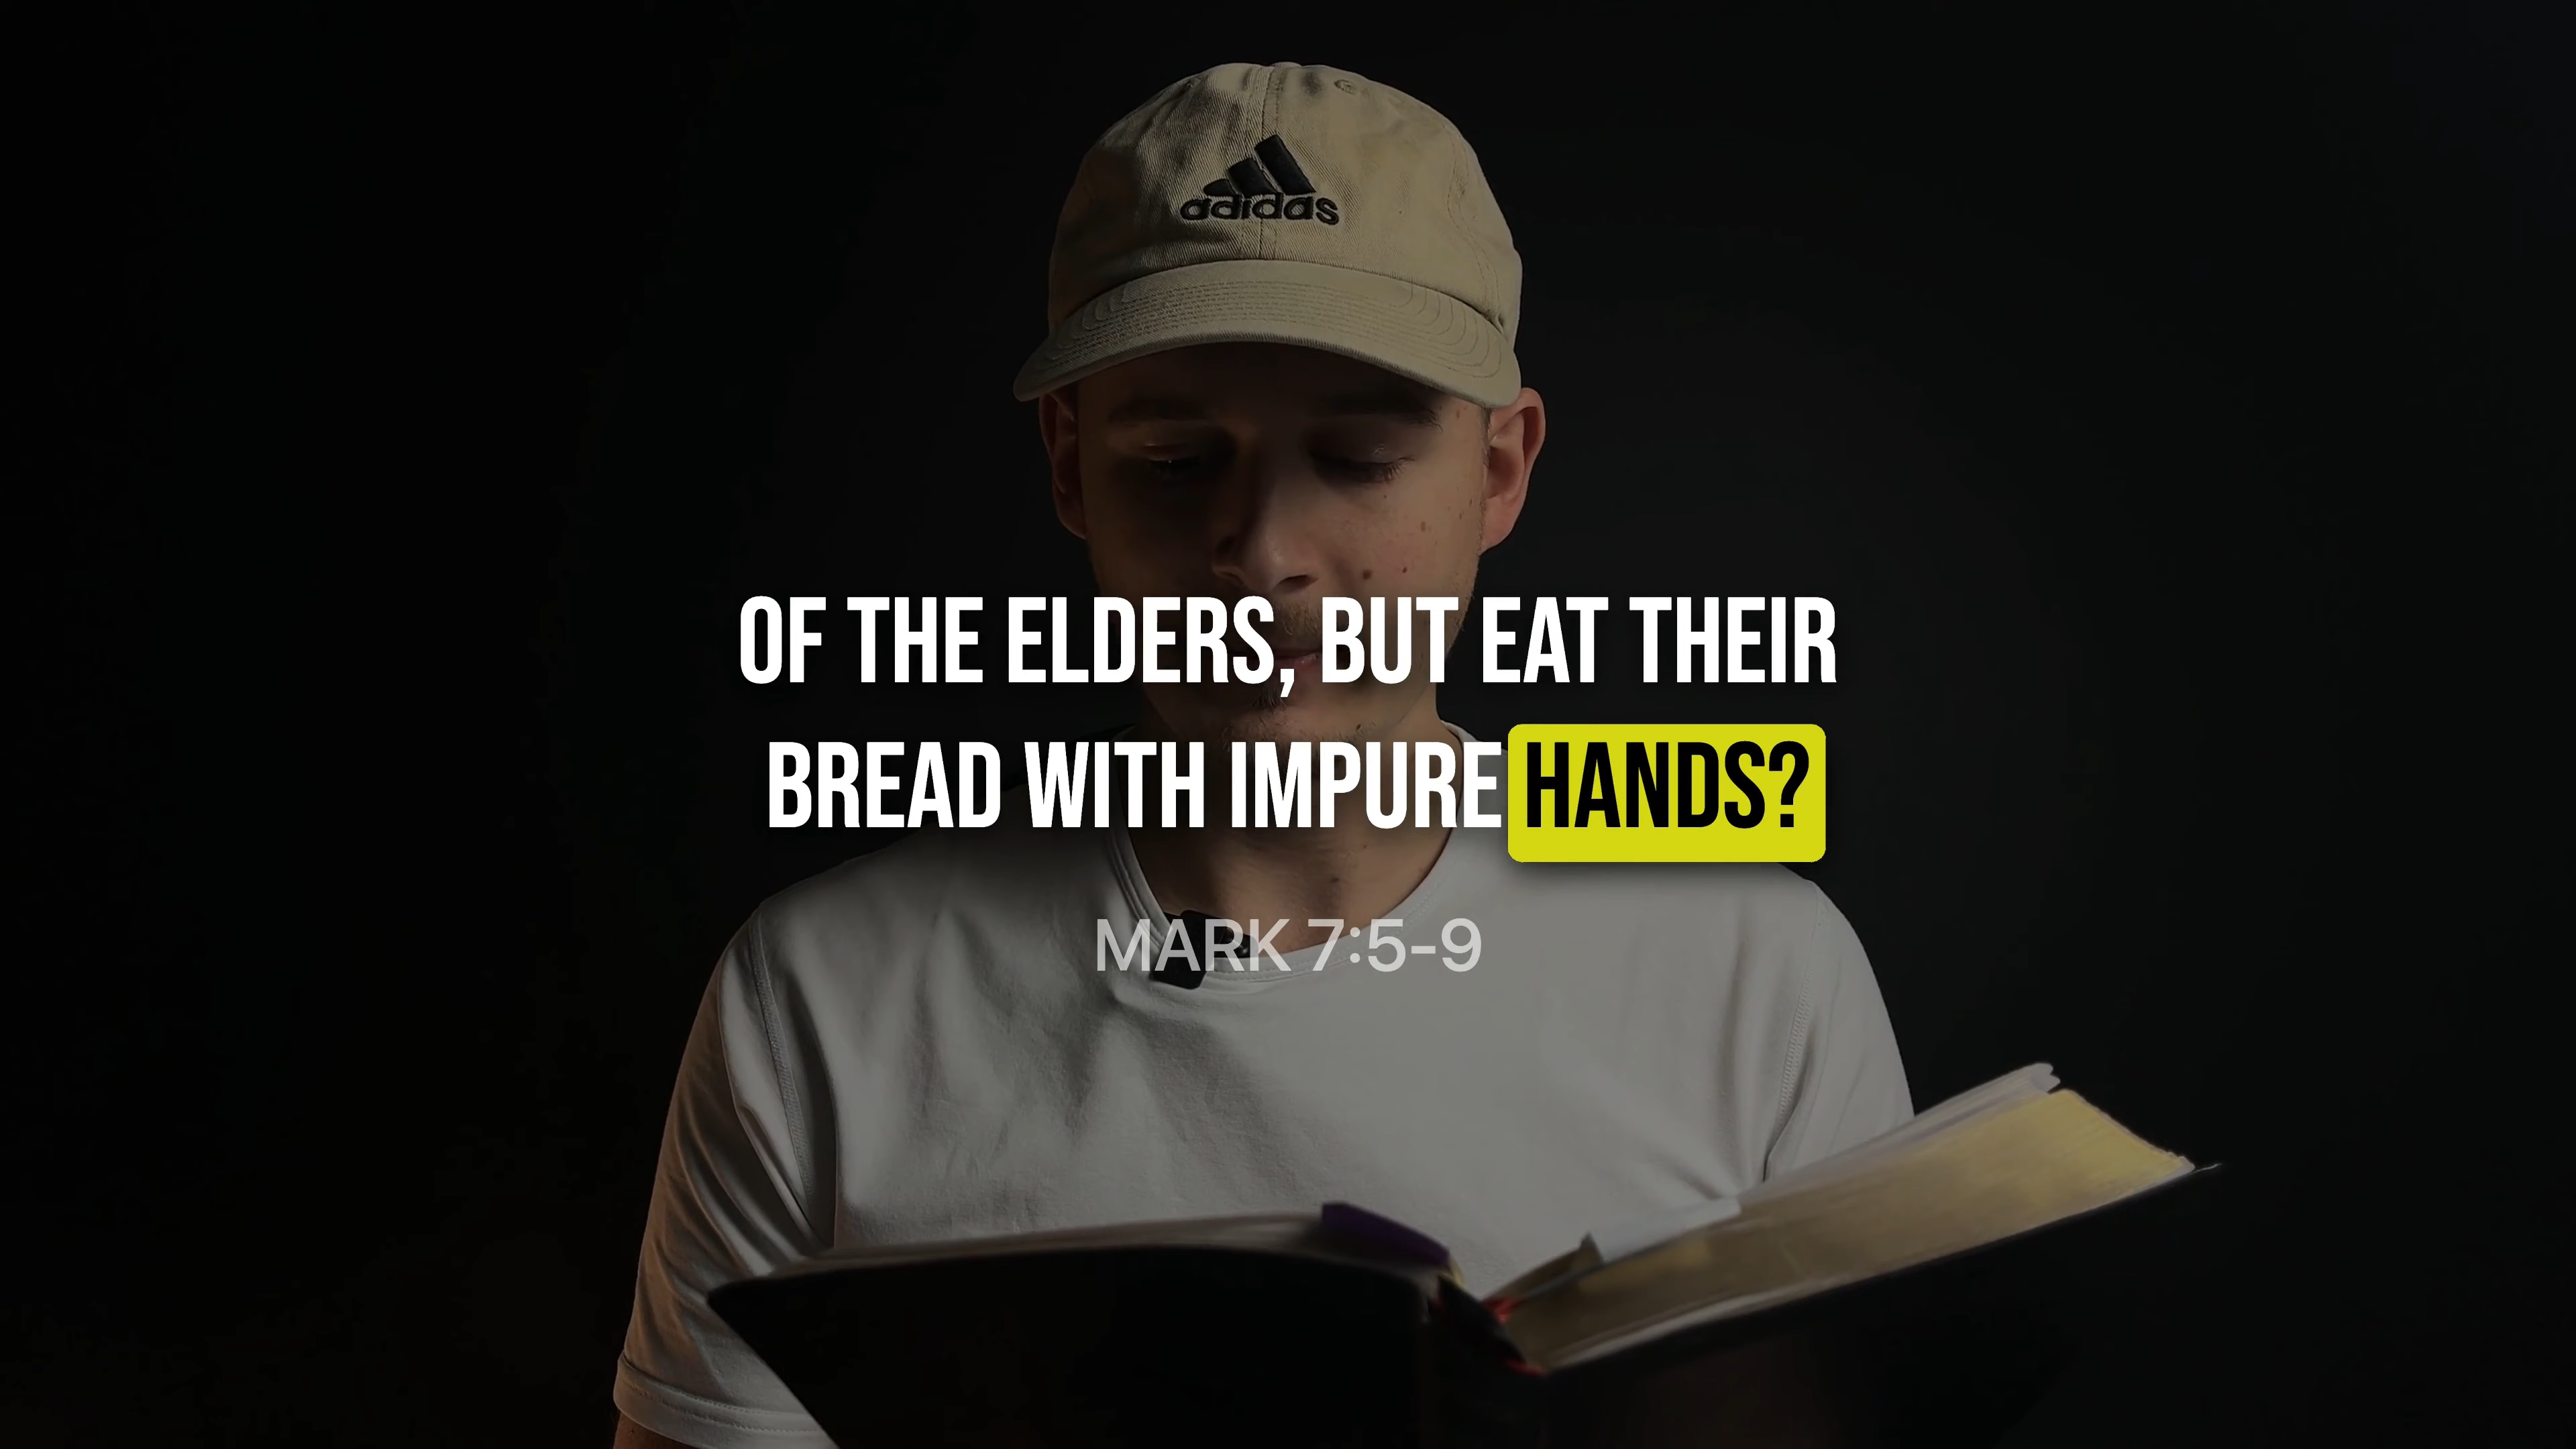 adidas
OF THE ELDERS, BUT EAT THEIR
BREAD WITH IMPURE HANDS?
MARK 7:5-9